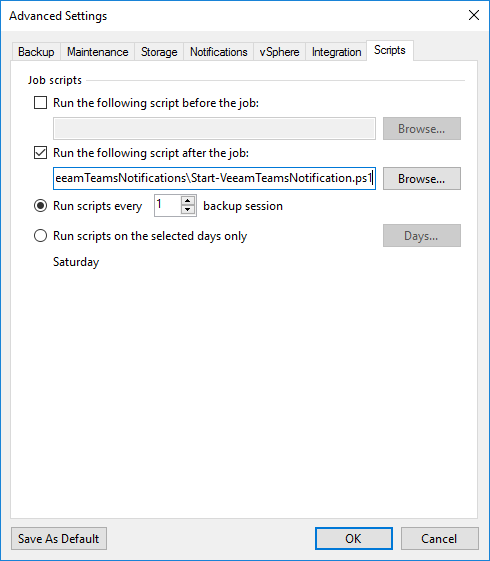 Advanced Settings
Backup Maintenance Storage Notifications vSphere Integration Scripts
Job scripts
Run the following script before the job:
Browse...
Run the following script after the job:
eeamTeamsNotifications\Start-VeeamTeamsNotification.ps1 Browse...
Run scripts every 1 backup session
Run scripts on the selected days only Days...
Saturday
Save As Default OK Cancel